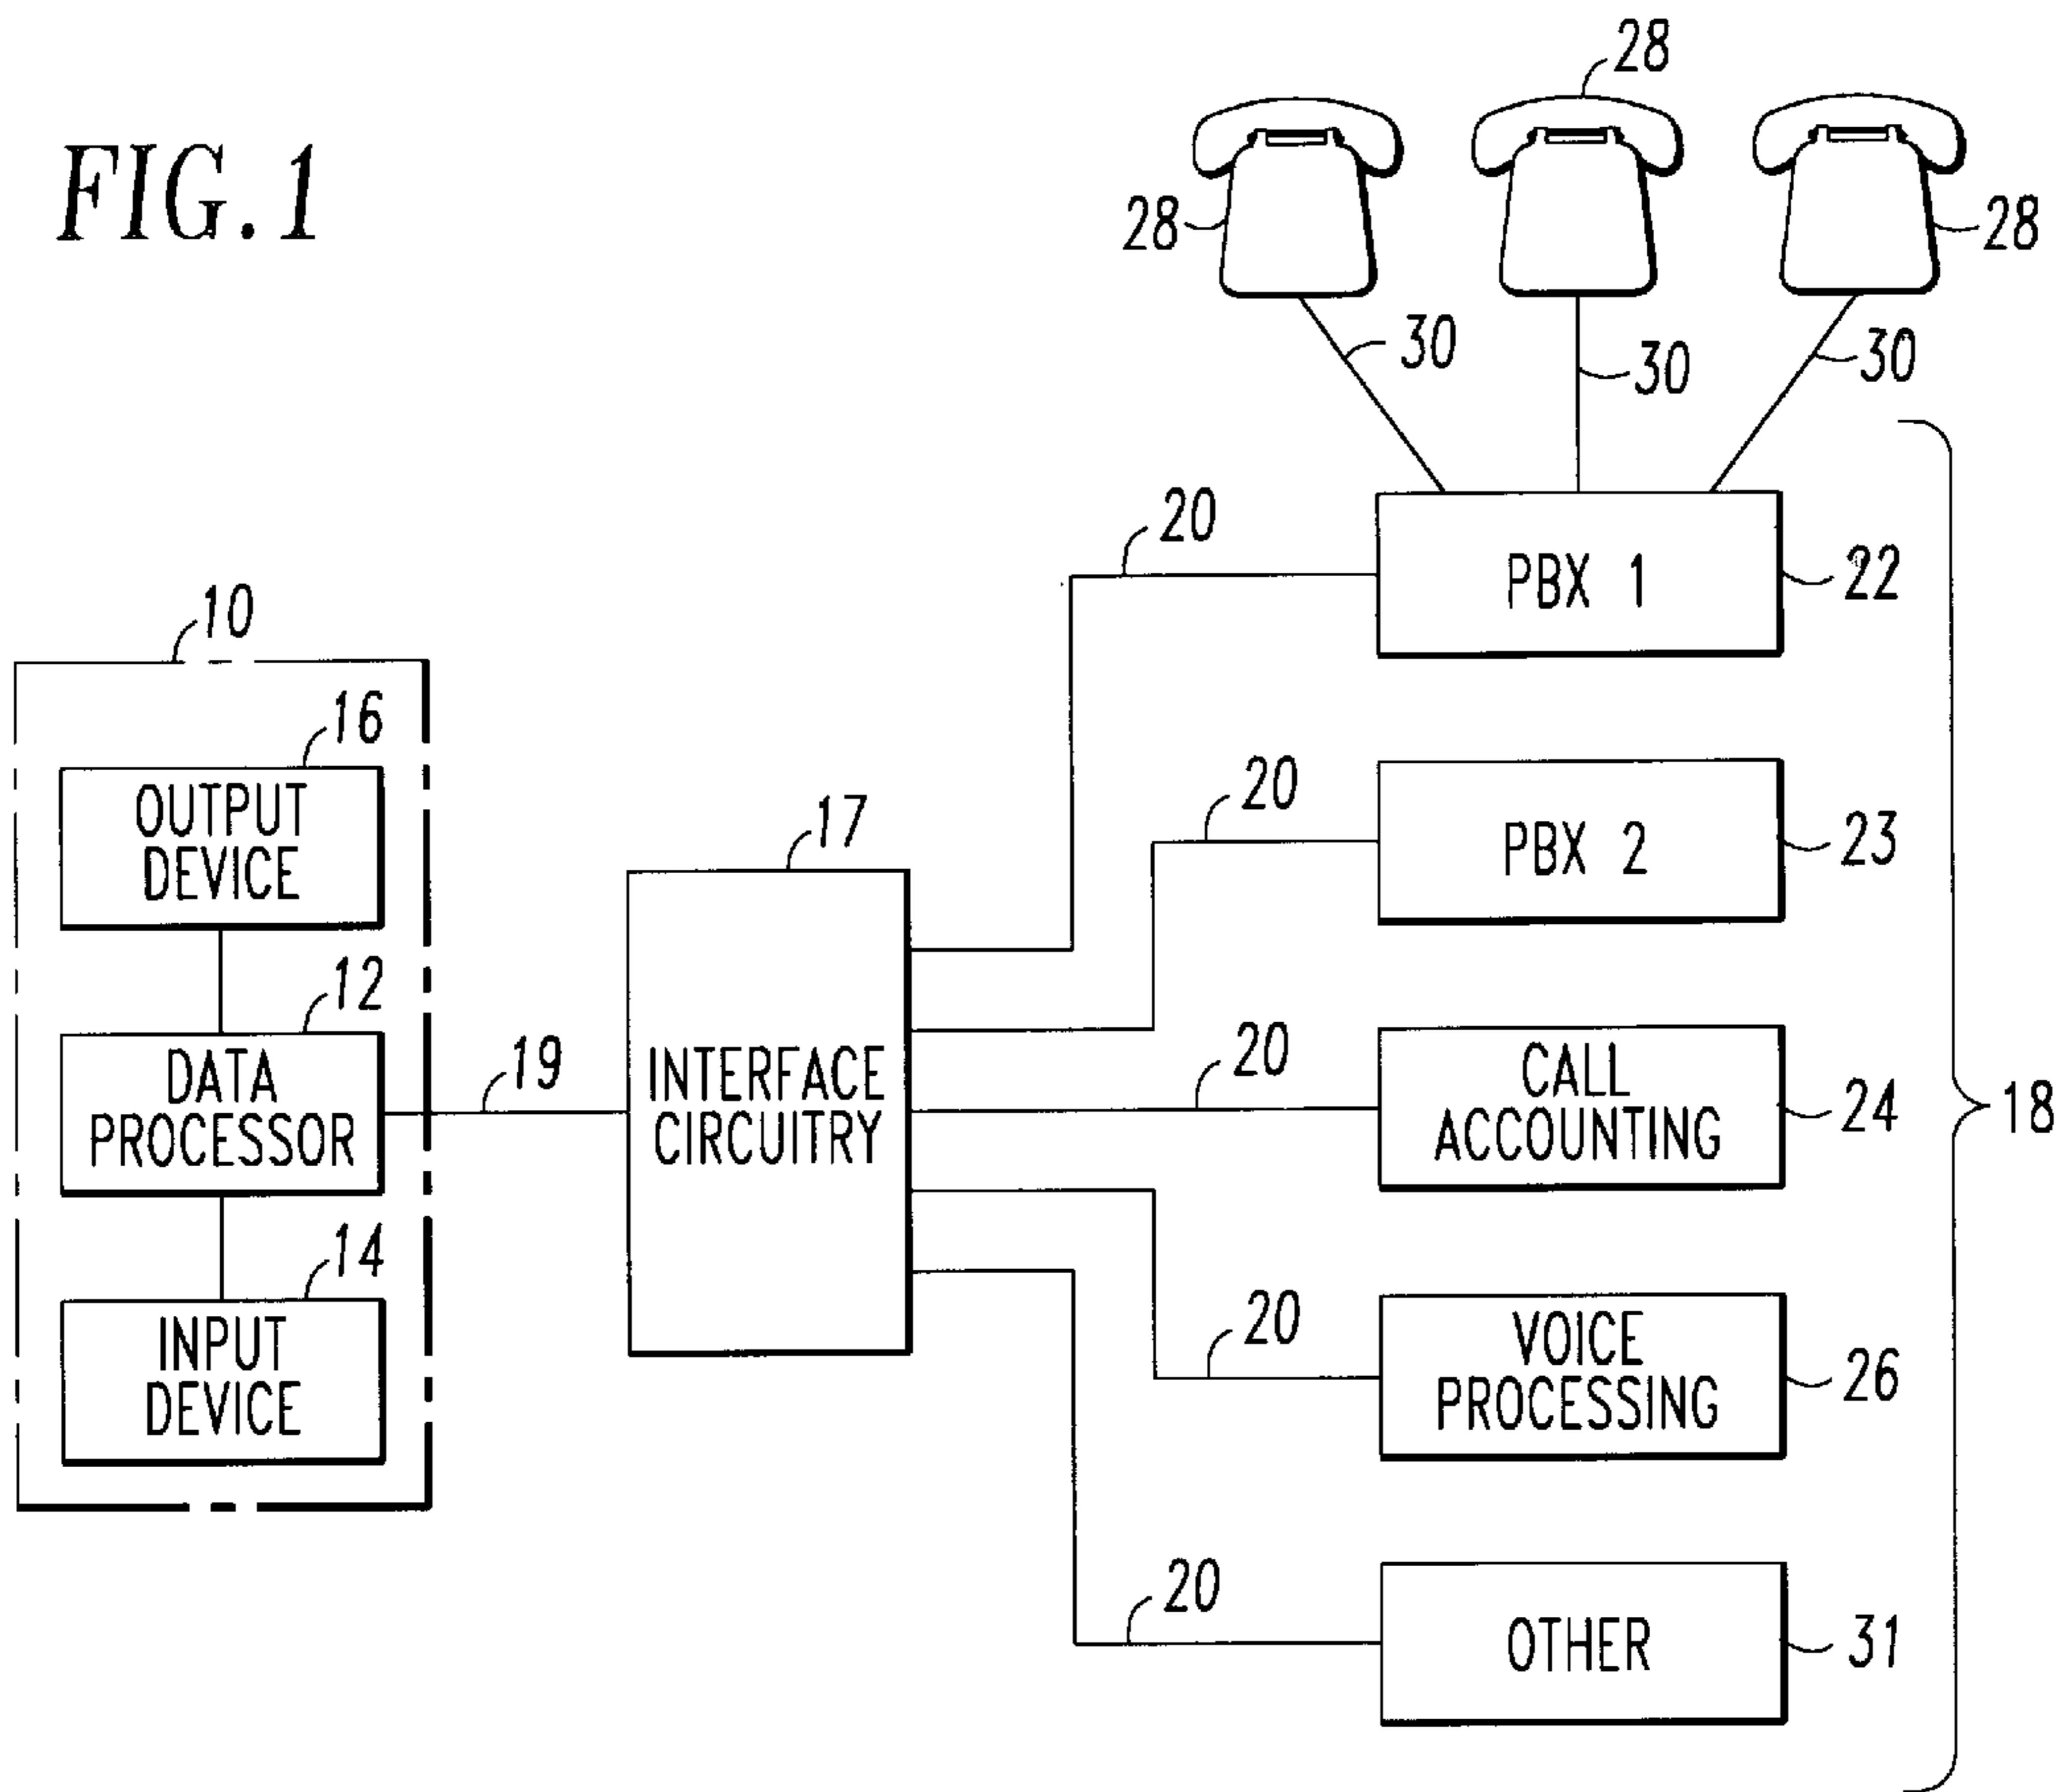 FIG. 1
28
28
28
30
30
30
20
PBX 1
22
10
16
OUTPUT
DEVICE
20
PBX 2
23
17
12
DATA
PROCESSOR
19
INTERFACE
CIRCUITRY
20
CALL
ACCOUNTING
24
18
14
INPUT
DEVICE
20
VOICE
PROCESSING
26
20
OTHER
31